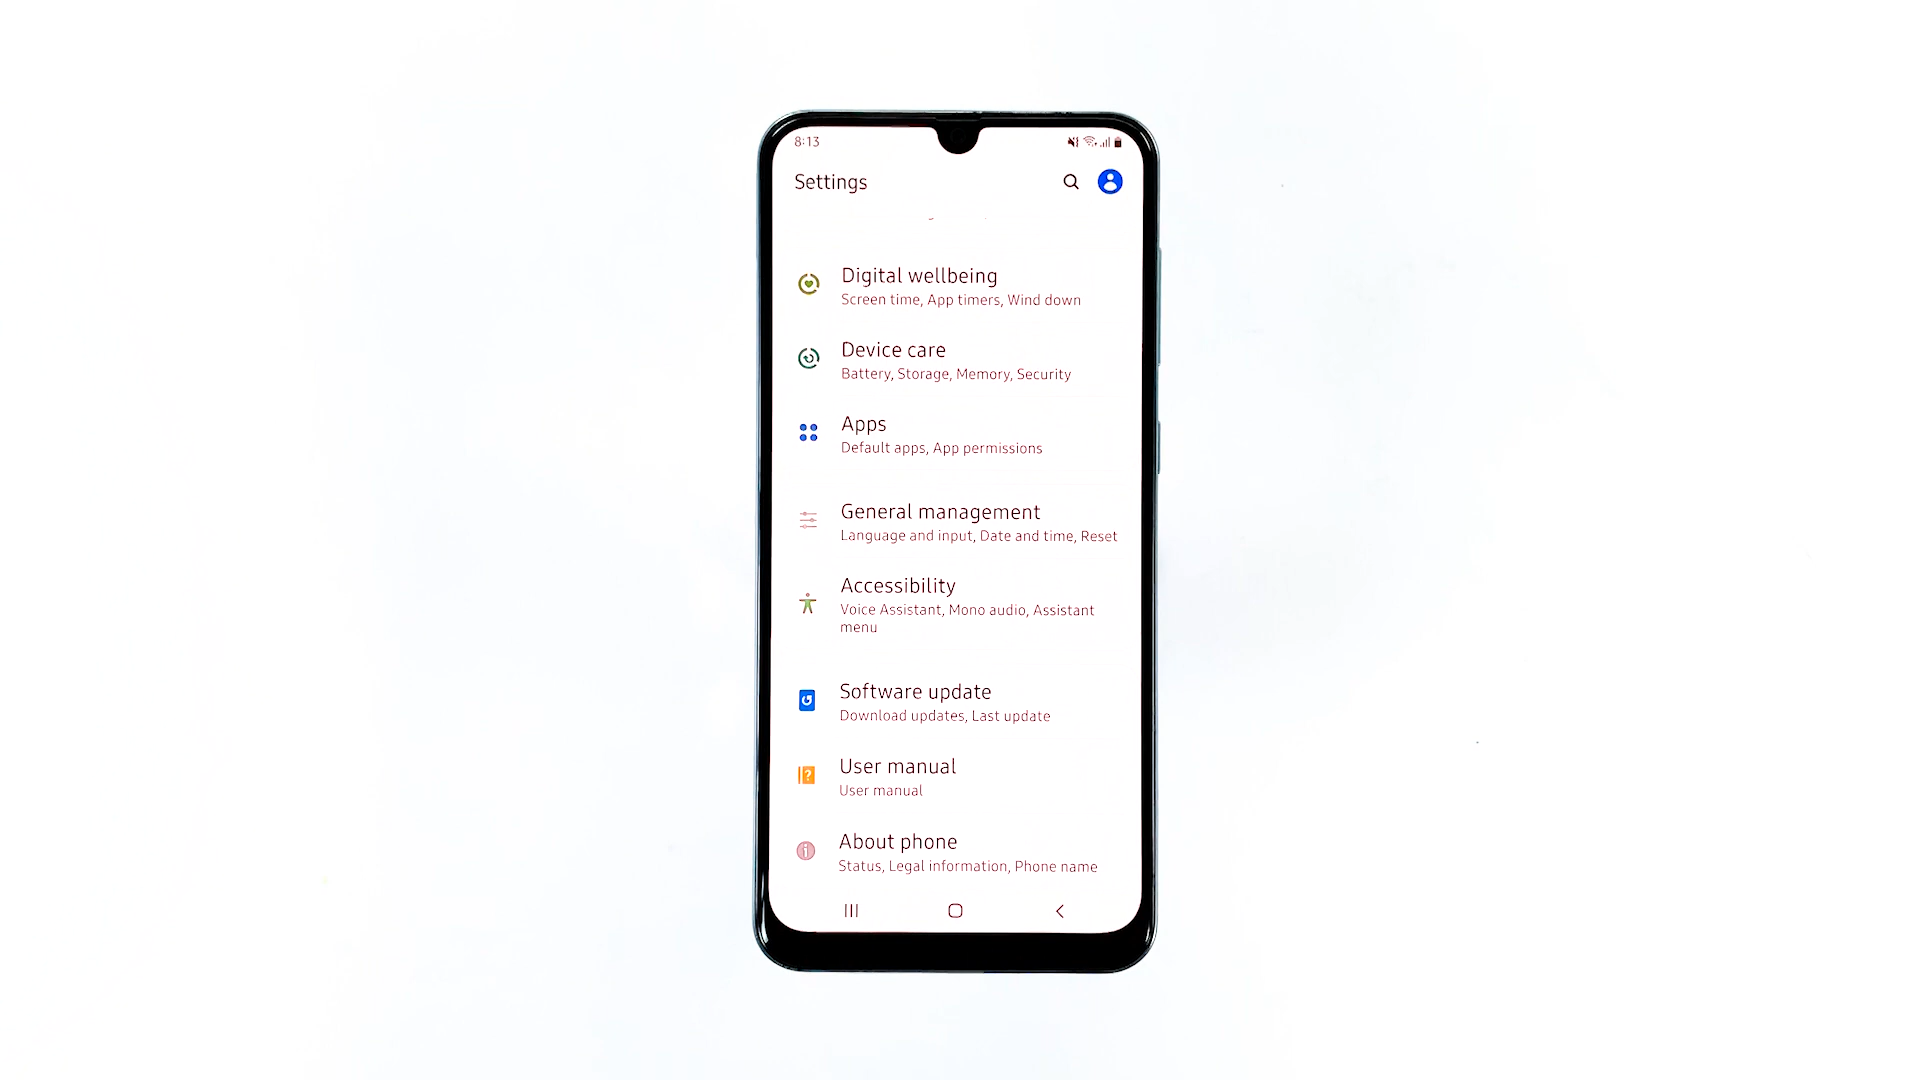 8:13
Settings
Digital wellbeing
Screen time, App timers, Wind down
Device care
Battery, Storage, Memory, Security
Apps
Default apps, App permissions
General management
Language and input, Date and time, Reset
Accessibility
Voice Assistant, Mono audio, Assistant
menu
Software update
Download updates, Last update
User manual
User manual
About phone
Status, Legal information, Phone name